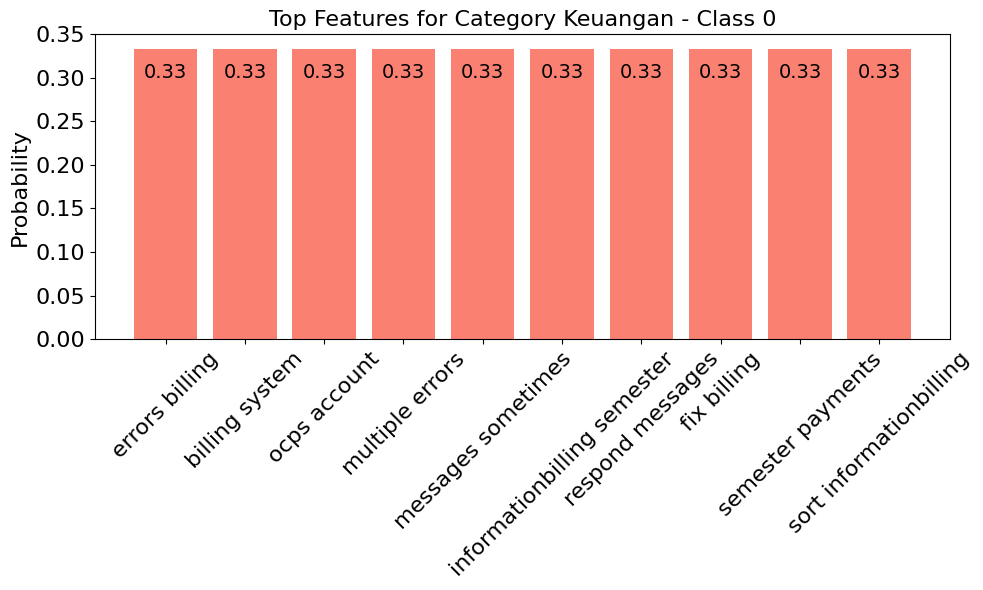 Top Features for Category Keuangan - Class 0
Probability
0.35
0.30
0.25
0.20
0.15
0.10
0.05
0.00
0.33
0.33
0.33
0.33
0.33
0.33
0.33
0.33
0.33
0.33
errors billing
billing system
ocps account
multiple errors
messages sometimes
informationbilling semester
respond messages
fix billing
semester payments
sort informationbilling